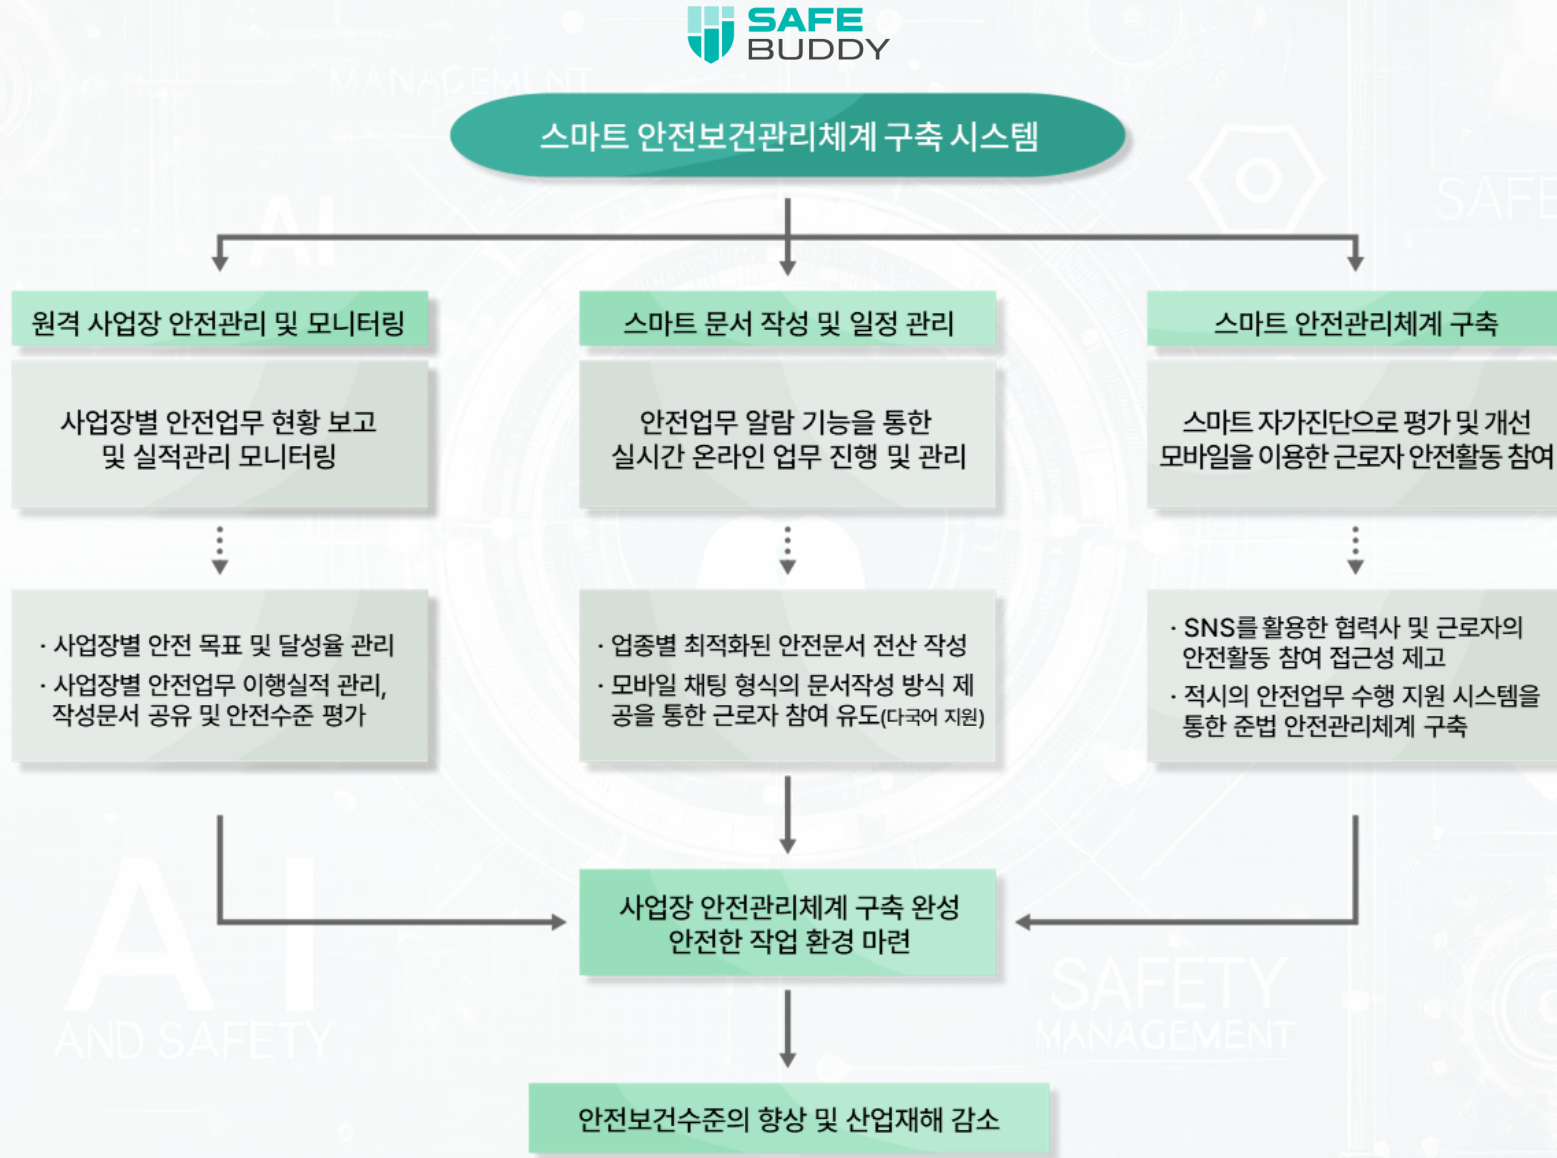 SAFE
BUDDY
MANAGEMENT
스마트 안전보건관리체계 구축 시스템
AI
SAFE
원격 사업장 안전관리 및 모니터링
사업장별 안전업무 현황 보고
및 실적관리 모니터링
· 사업장별 안전 목표 및 달성율 관리
· 사업장별 안전업무 이행실적 관리,
작성문서 공유 및 안전수준 평가
스마트 문서 작성 및 일정 관리
안전업무 알람 기능을 통한
실시간 온라인 업무 진행 및 관리
· 업종별 최적화된 안전문서 전산 작성
· 모바일 채팅 형식의 문서작성 방식 제
공을 통한 근로자 참여 유도(다국어 지원)
스마트 안전관리체계 구축
스마트 자가진단으로 평가 및 개선
모바일을 이용한 근로자 안전활동 참여
· SNS를 활용한 협력사 및 근로자의
안전활동 참여 접근성 제고
· 적시의 안전업무 수행 지원 시스템을
통한 준법 안전관리체계 구축
사업장 안전관리체계 구축 완성
안전한 작업 환경 마련
AI
AND SAFETY
SAFETY
MANAGEMENT
안전보건수준의 향상 및 산업재해 감소